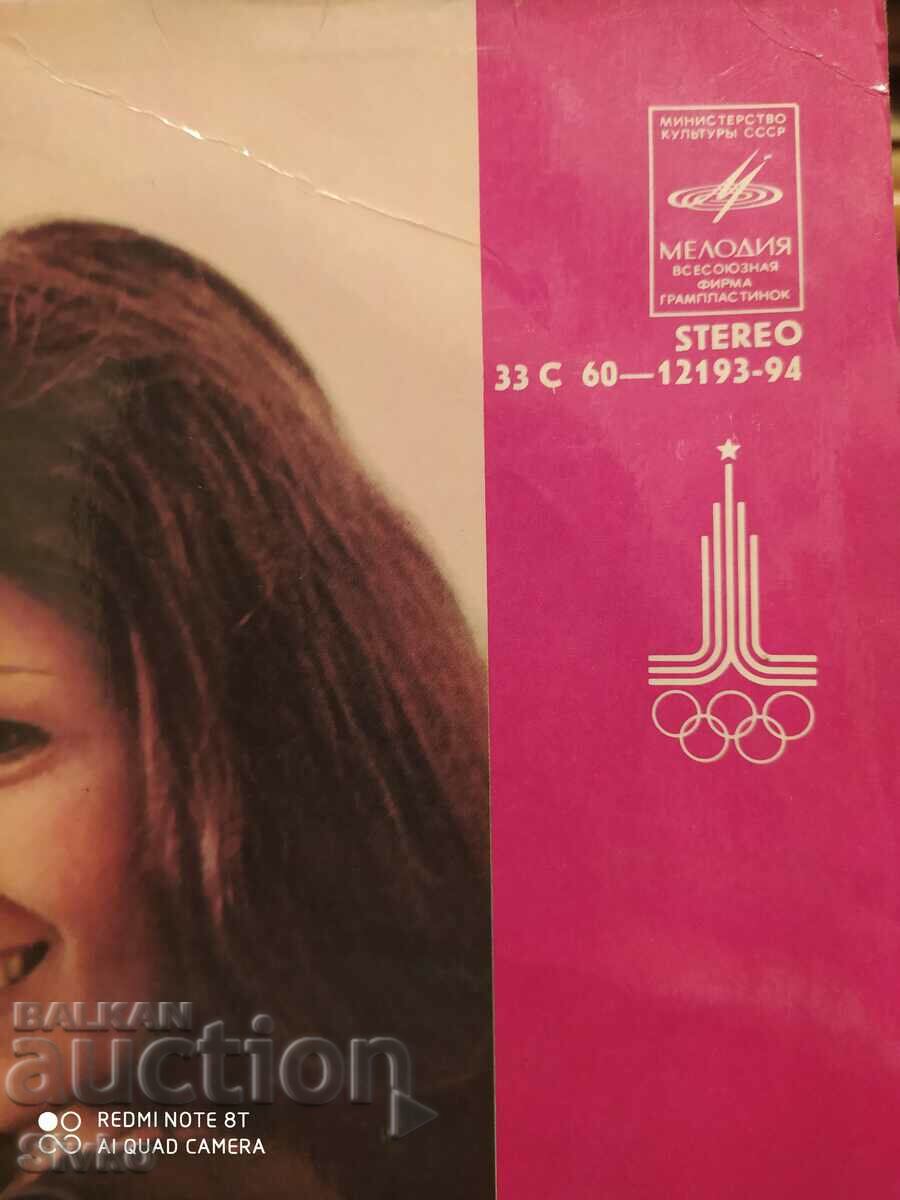 МИНИСТЕРСТВО
КУЛЬТУРЫ СССР
МЕЛОДИЯ
ВСЕСОЮЗНАЯ
ФИРМА
ГРАМПЛАСТИНОК
STEREO
33 С 60—12193-94
BALKAN
auction
REDMI NOTE 8T
AI QUAD CAMERA
Sivko